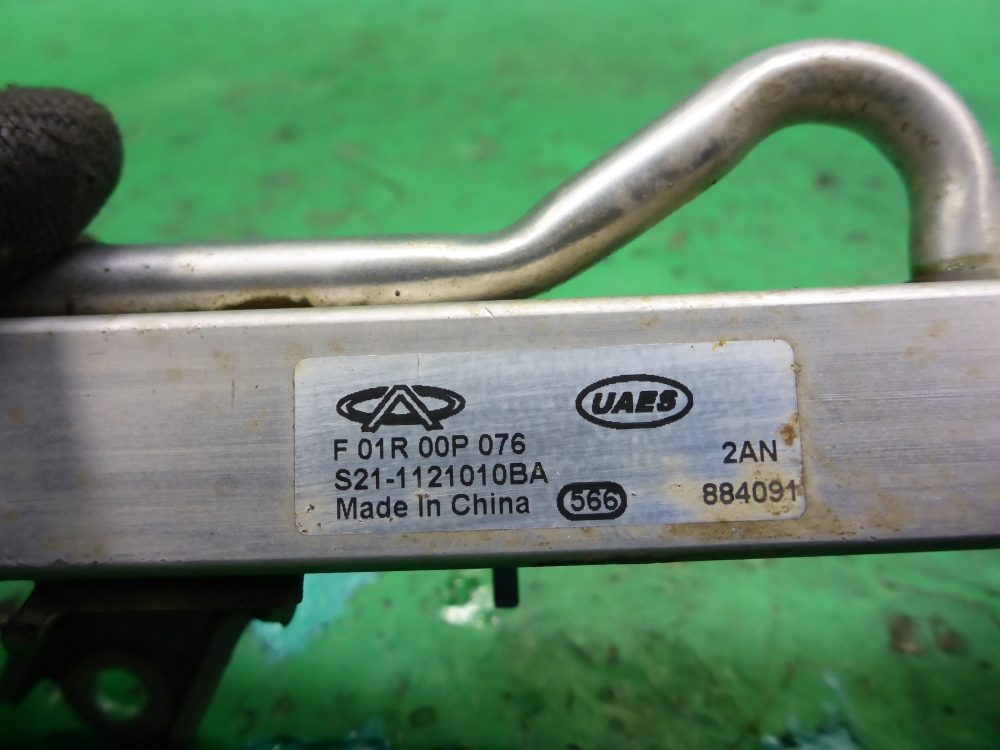 UAES
F 01R 00P 076
2AN
S21-1121010BA
Made In China
566
884091